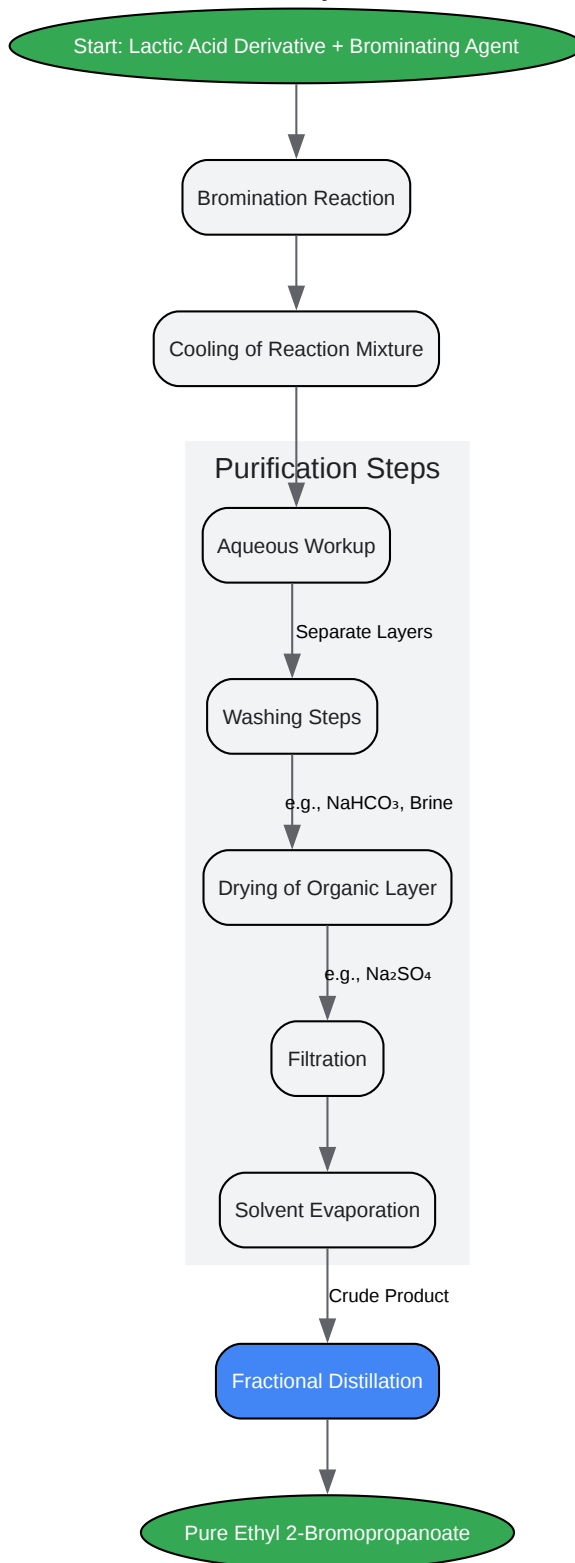 Start: Lactic Acid Derivative + Brominating Agent
Bromination Reaction
Cooling of Reaction Mixture
Purification Steps
Aqueous Workup
Separate Layers
Washing Steps
e.g., NaHCO₃, Brine
Drying of Organic Layer
e.g., Na₂SO₄
Filtration
Solvent Evaporation
Crude Product
Fractional Distillation
Pure Ethyl 2-Bromopropanoate